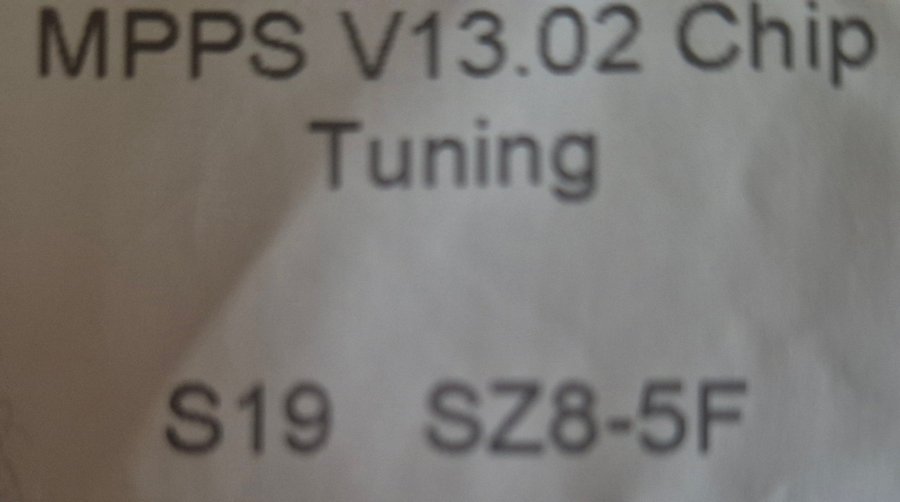 MPPS V13.02 Chip
Tuning
S19 SZ8-5F